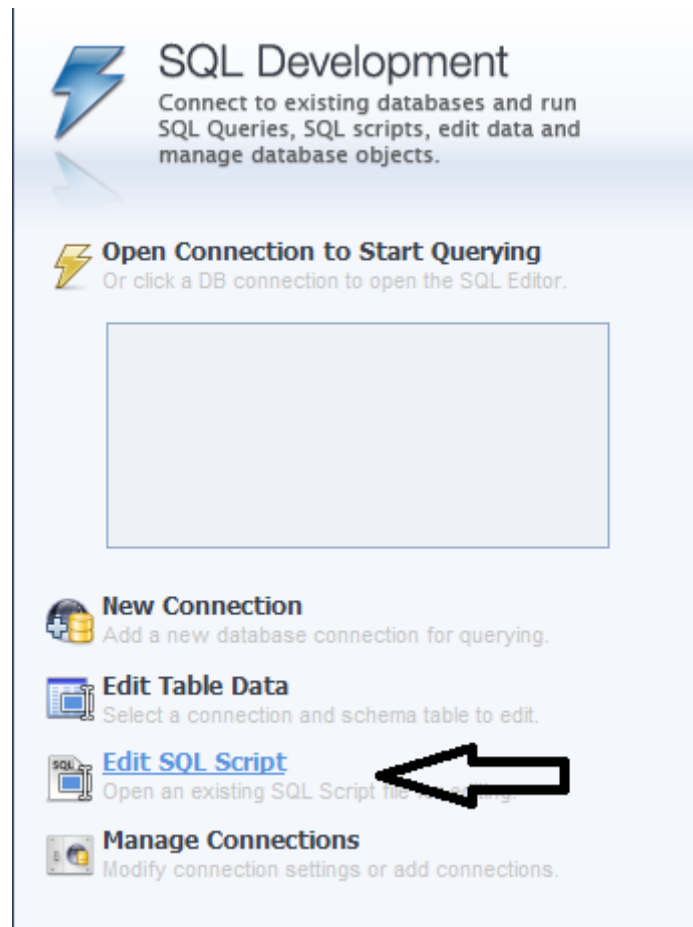 SQL Development
Connect to existing databases and run
SQL Queries, SQL scripts, edit data and
manage database objects.
Open Connection to Start Querying
Or click a DB connection to open the SQL Editor.
New Connection
Add a new database connection for querying.
Edit Table Data
Select a connection and schema table to edit.
SQL
Edit SQL Script
Open an existing SQL Script file for editing.
Manage Connections
Modify connection settings or add connections.